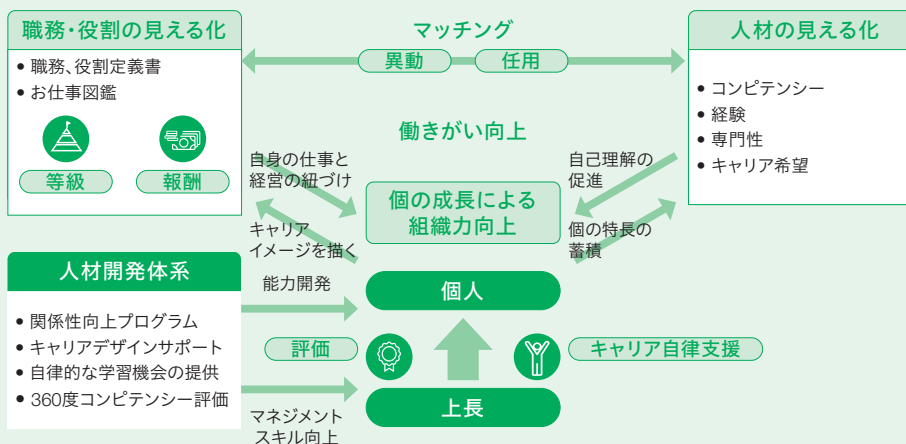 職務・役割の見える化
• 職務、役割定義書
• お仕事図鑑
等級
報酬
マッチング
異動
任用
人材の見える化
• コンピテンシー
• 経験
• 専門性
• キャリア希望
働きがい向上
自身の仕事と
経営の紐づけ
自己理解の
促進
個の成長による
組織力向上
キャリア
イメージを描く
個の特長の
蓄積
人材開発体系
• 関係性向上プログラム
• キャリアデザインサポート
• 自律的な学習機会の提供
• 360度コンピテンシー評価
能力開発
個人
評価
キャリア自律支援
上長
マネジメント
スキル向上